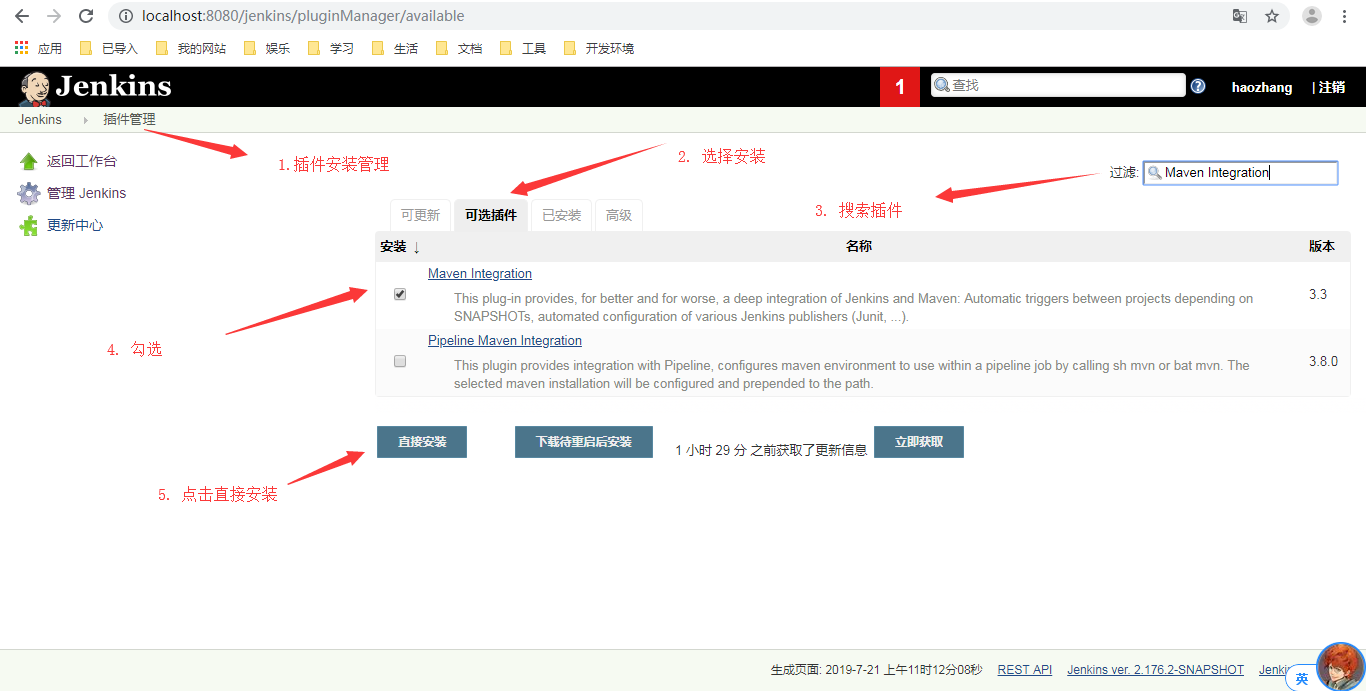 localhost:8080/jenkins/pluginManager/available
应用 已导入 我的网站 娱乐 学习 生活 文档 工具 开发环境
Jenkins 1 查找 haozhang | 注销
Jenkins 插件管理
返回工作台
管理 Jenkins
更新中心
1.插件安装管理
2. 选择安装
过滤: Maven Integration
3. 搜索插件
可更新 可选插件 已安装 高级
安装 ↓ 名称 版本
Maven Integration
This plug-in provides, for better and for worse, a deep integration of Jenkins and Maven: Automatic triggers between projects depending on
SNAPSHOTs, automated configuration of various Jenkins publishers (Junit, ...).
3.3
4. 勾选
Pipeline Maven Integration
This plugin provides integration with Pipeline, configures maven environment to use within a pipeline job by calling sh mvn or bat mvn. The
selected maven installation will be configured and prepended to the path.
3.8.0
直接安装 下载待重启后安装 1 小时 29 分 之前获取了更新信息 立即获取
5. 点击直接安装
生成页面: 2019-7-21 上午11时12分08秒 REST API Jenkins ver. 2.176.2-SNAPSHOT Jenki
英